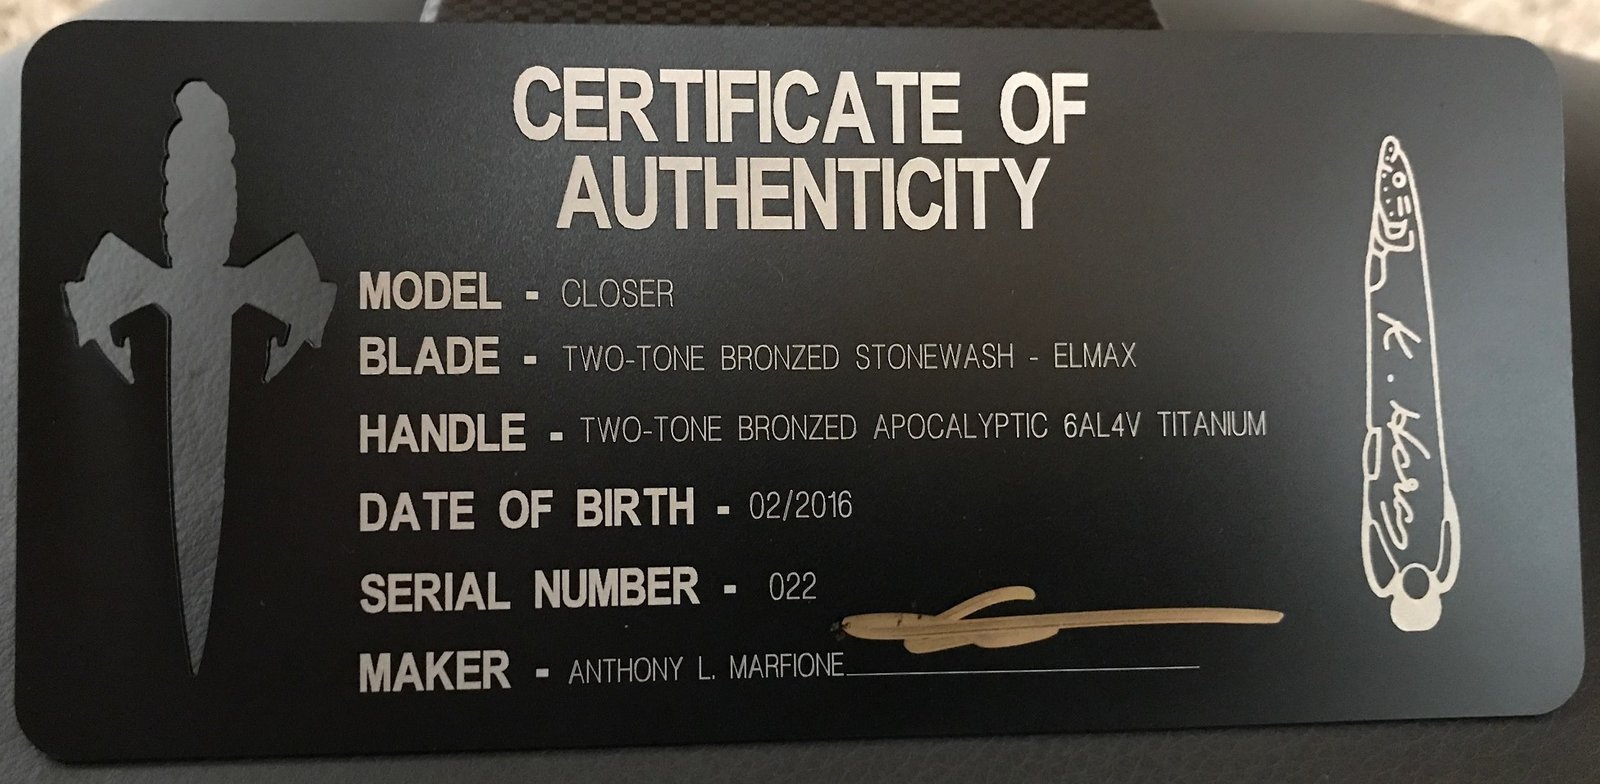 CERTIFICATE OF
AUTHENTICITY
MODEL - CLOSER
BLADE - TWO-TONE BRONZED STONEWASH - ELMAX
HANDLE - TWO-TONE BRONZED APOCALYPTIC 6AL4V TITANIUM
DATE OF BIRTH - 02/2016
SERIAL NUMBER - 022
MAKER - ANTHONY L. MARFIONE
K.